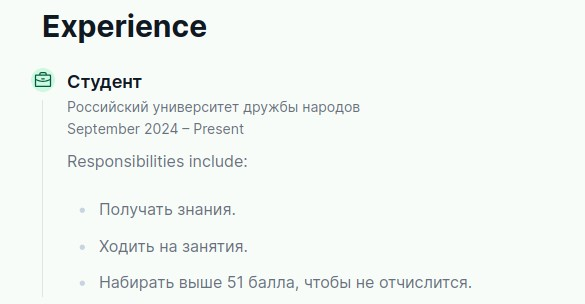 Experience
Студент
Российский университет дружбы народов
September 2024 – Present
Responsibilities include:
Получать знания.
Ходить на занятия.
Набирать выше 51 балла, чтобы не отчислится.